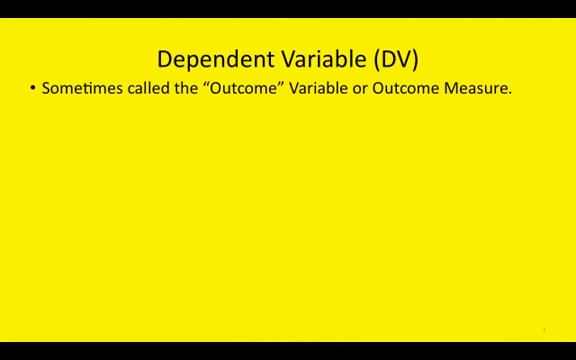 Dependent Variable (DV)
• Sometimes called the “Outcome” Variable or Outcome Measure.